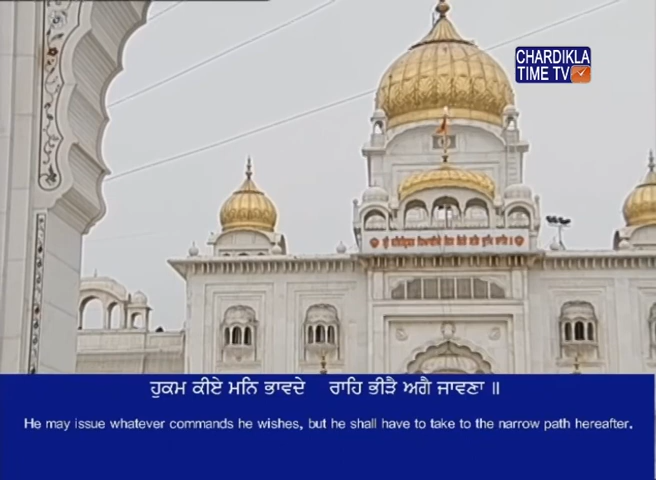 CHARDIKLA
TIME TV
ਹੁਕਮ ਕੀਏ ਮਨਿ ਭਾਵਦੇ ਰਾਹਿ ਭੀੜੈ ਅਗੈ ਜਾਵਣਾ ॥
He may issue whatever commands he wishes, but he shall have to take to the narrow path hereafter.